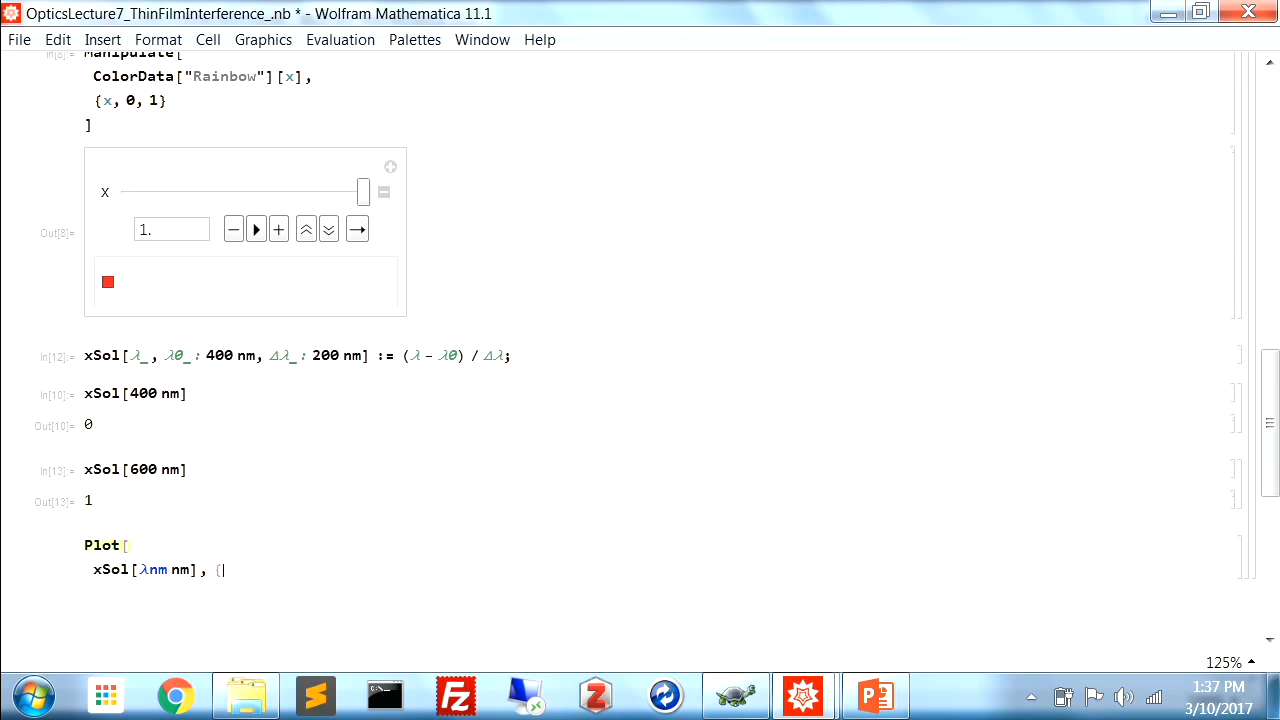 OpticsLecture7_ThinFilmInterference_.nb * - Wolfram Mathematica 11.1
File Edit Insert Format Cell Graphics Evaluation Palettes Window Help
In[8]:= Manipulate[
ColorData["Rainbow"][x],
{x, 0, 1}
]
x
1.
Out[8]=
In[12]:= xSol[λ_, λ0_: 400 nm, Δλ_: 200 nm] := (λ - λ0) / Δλ;
In[10]:= xSol[400 nm]
Out[10]= 0
In[13]:= xSol[600 nm]
Out[13]= 1
Plot[
xSol[λnm nm], {
125%
1:37 PM
3/10/2017